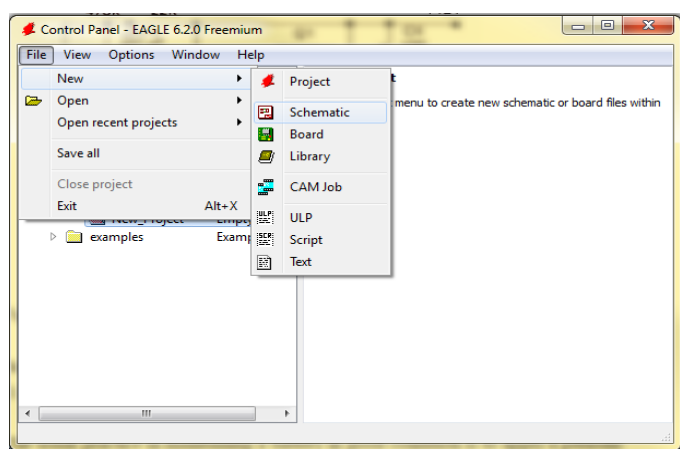 Control Panel - EAGLE 6.2.0 Freemium
File View Options Window Help
New
Open
Open recent projects
Save all
Close project
Exit Alt+X
Project
Schematic
Board
Library
CAM Job
ULP
Script
Text
menu to create new schematic or board files within
New_Project
examples